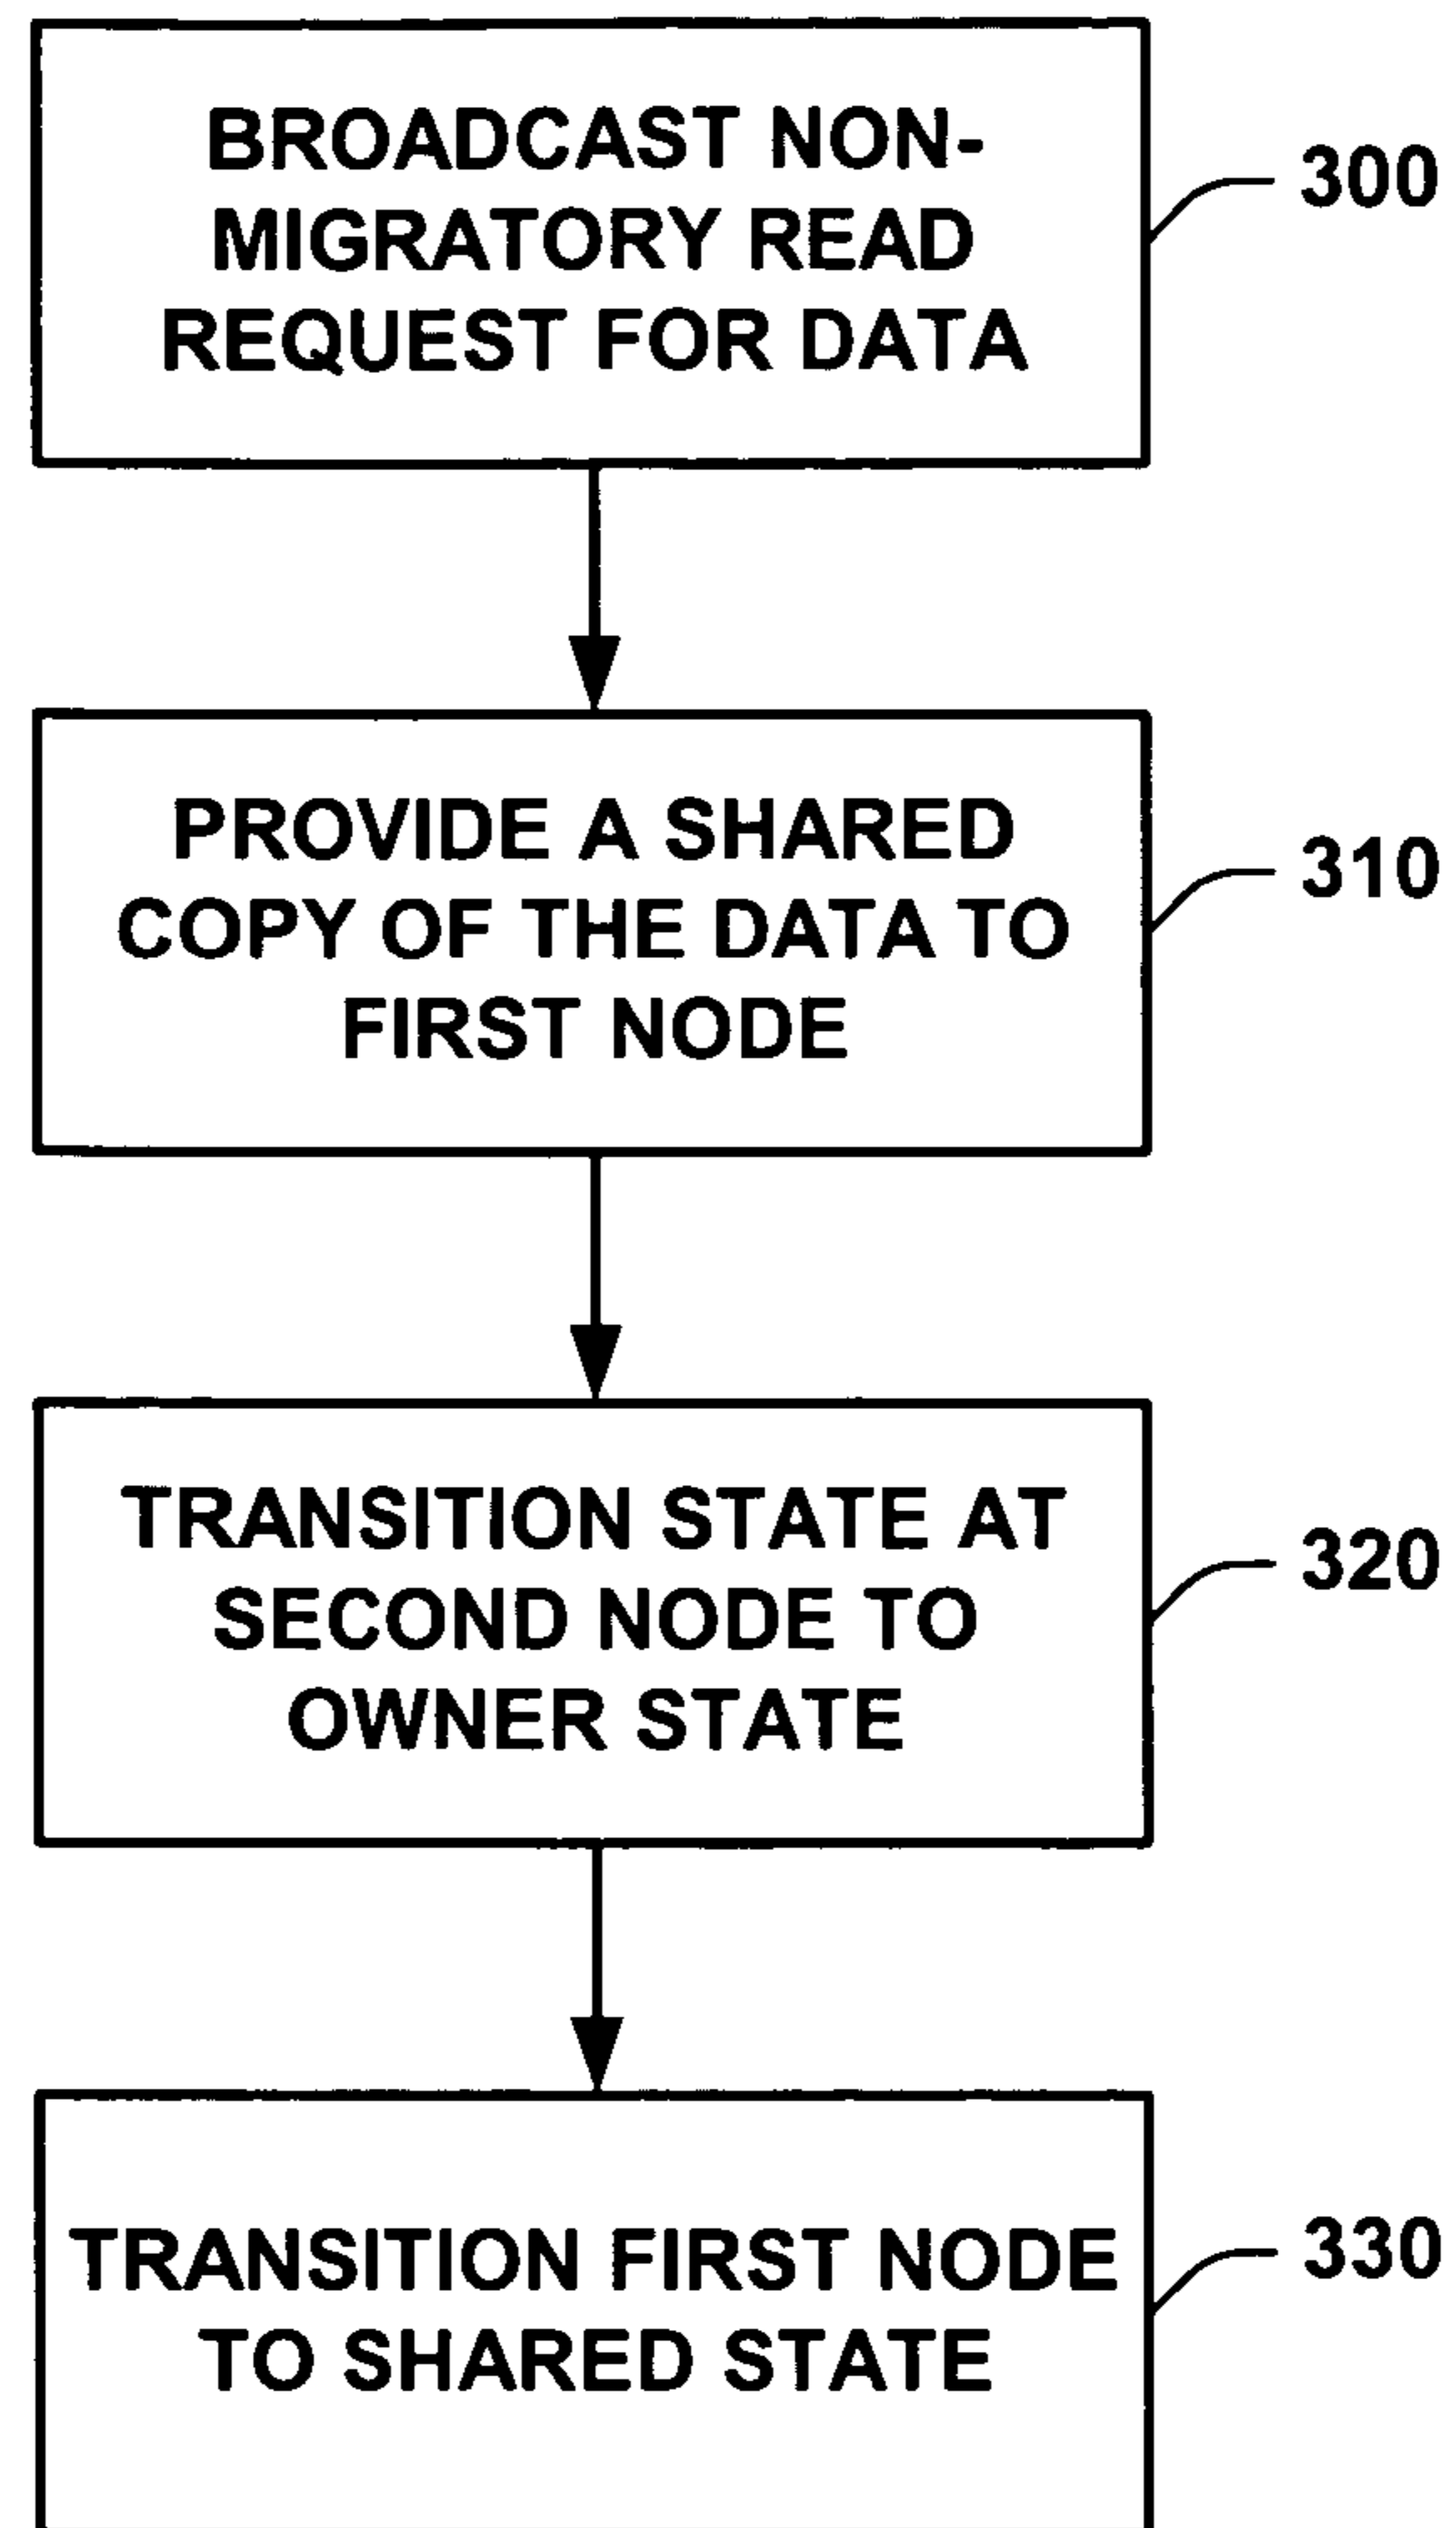 BROADCAST NON-
MIGRATORY READ
REQUEST FOR DATA
300
PROVIDE A SHARED
COPY OF THE DATA TO
FIRST NODE
310
TRANSITION STATE AT
SECOND NODE TO
OWNER STATE
320
TRANSITION FIRST NODE
TO SHARED STATE
330